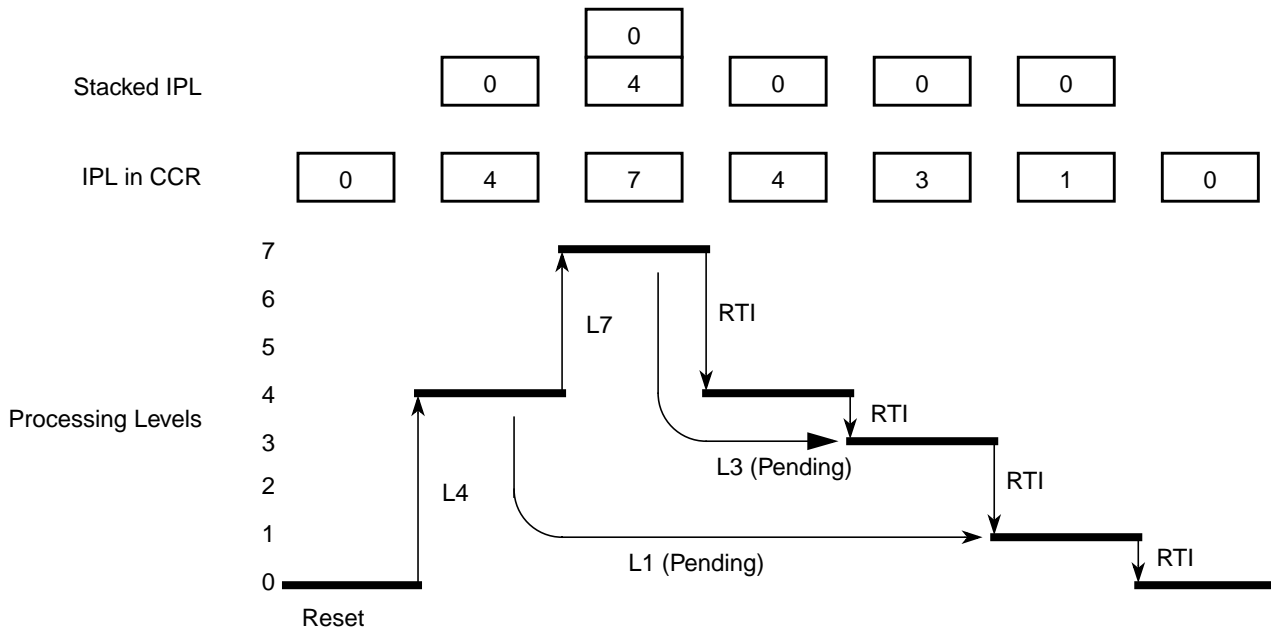 0
Stacked IPL 0 4 0 0 0
IPL in CCR 0 4 7 4 3 1 0
7
6
L7 RTI
5
4
Processing Levels RTI
3
L3 (Pending)
2 L4 RTI
1
L1 (Pending) RTI
0
Reset